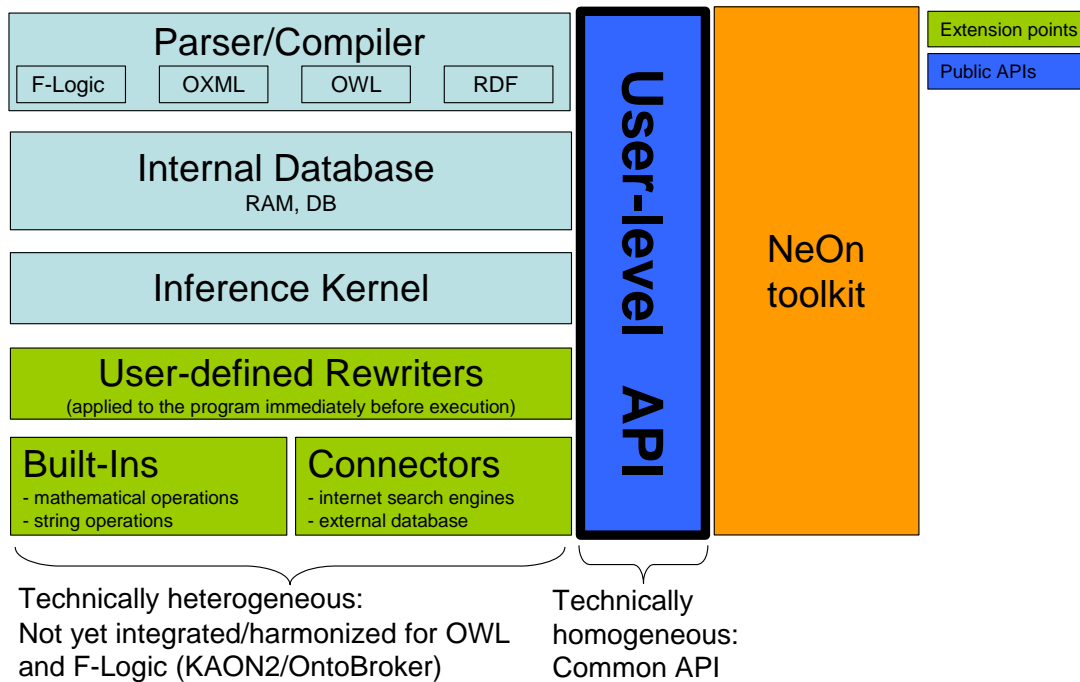 Parser/Compiler
F-Logic
OXML
OWL
RDF
Internal Database
RAM, DB
Inference Kernel
User-defined Rewriters
(applied to the program immediately before execution)
Built-Ins
- mathematical operations
- string operations
Connectors
- internet search engines
- external database
User-level API
NeOn
toolkit
Extension points
Public APIs
Technically heterogeneous:
Not yet integrated/harmonized for OWL
and F-Logic (KAON2/OntoBroker)
Technically
homogeneous:
Common API